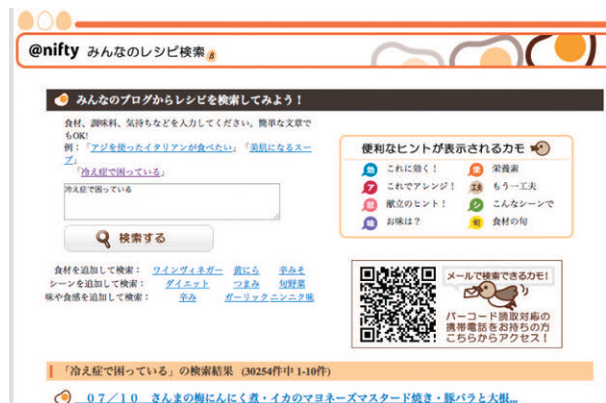 @nifty みんなのレシピ検索β
みんなのブログからレシピを検索してみよう！
食材、調味料、気持ちなどを入力してください。簡単な文章で
もOK!
例：「アジを使ったイタリアンが食べたい」「美肌になるスー
プ」
「冷え症で困っている」
冷え症で困っている
検索する
食材を追加して検索： ワインヴィネガー 黄にら 辛みそ
シーンを追加して検索： ダイエット つまみ 旬野菜
味や食感を追加して検索： 辛み ガーリックニンニク味
便利なヒントが表示されるカモ
効 これに効く！ 栄 栄養素
ア これでアレンジ！ 工夫 もう一工夫
献立のヒント！ シ こんなシーンで
味 お味は？ 旬 食材の旬
メールで検索できるカモ!
バーコード読取対応の
携帯電話をお持ちの方
こちらからアクセス！
「冷え症で困っている」の検索結果 (30254件中 1-10件)
07／10 さんまの梅にんにく煮・イカのマヨネーズマスタード焼き・豚バラと大根...